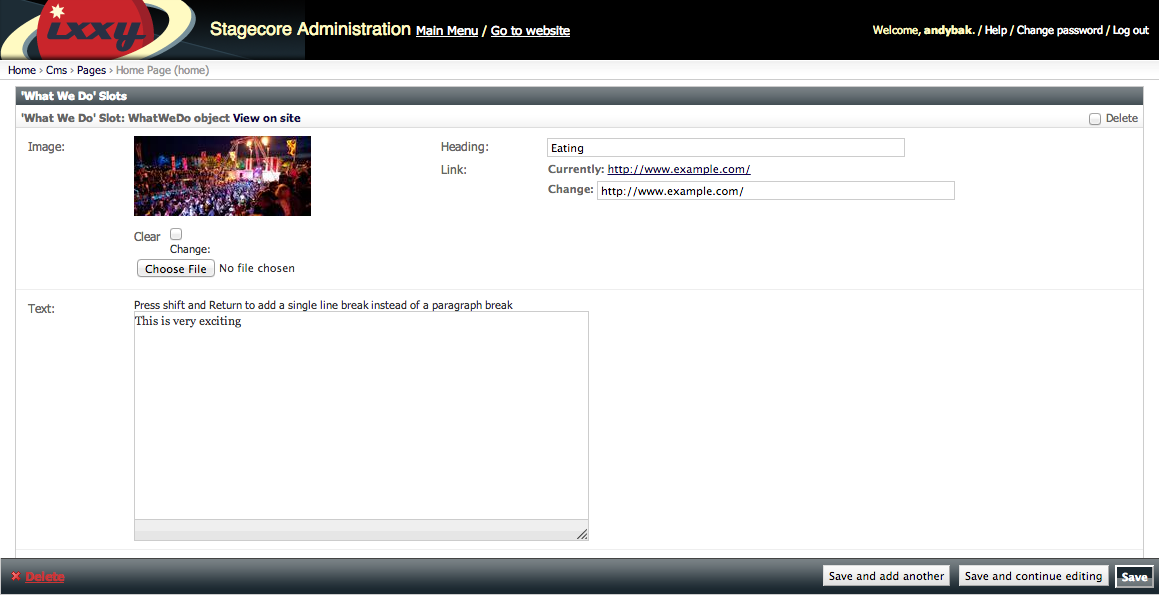 ixxy
Stagecore Administration Main Menu / Go to website
Welcome, andybak. / Help / Change password / Log out
Home › Cms › Pages › Home Page (home)
'What We Do' Slots
'What We Do' Slot: WhatWeDo object View on site
Delete
Image:
Clear
Change:
Choose File No file chosen
Heading: Eating
Link: Currently: http://www.example.com/
Change: http://www.example.com/
Text:
Press shift and Return to add a single line break instead of a paragraph break
This is very exciting
Delete
Save and add another
Save and continue editing
Save